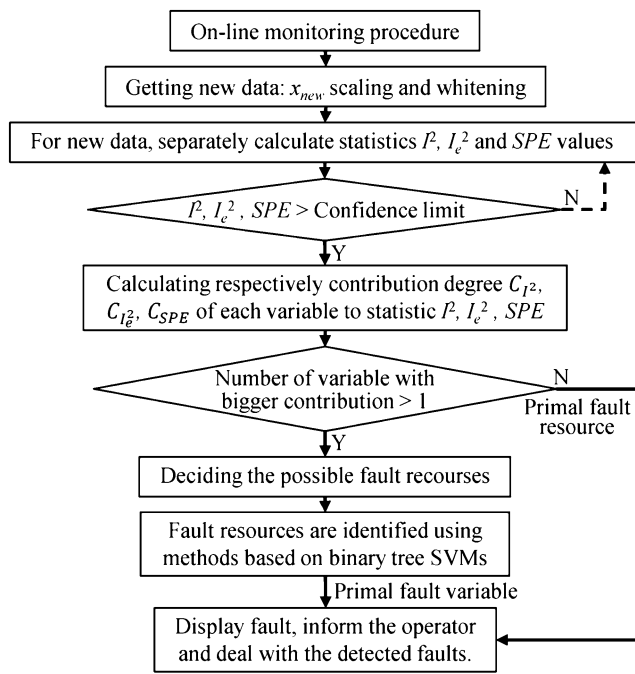 On-line monitoring procedure
Getting new data: xₙₑw scaling and whitening
For new data, separately calculate statistics I², Iₑ² and SPE values
I², Iₑ² , SPE > Confidence limit
N
Y
Calculating respectively contribution degree C_I²,
C_Iₑ², C_SPE of each variable to statistic I², Iₑ² , SPE
Number of variable with
bigger contribution > 1
N
Primal fault
resource
Y
Deciding the possible fault recourses
Fault resources are identified using
methods based on binary tree SVMs
Primal fault variable
Display fault, inform the operator
and deal with the detected faults.